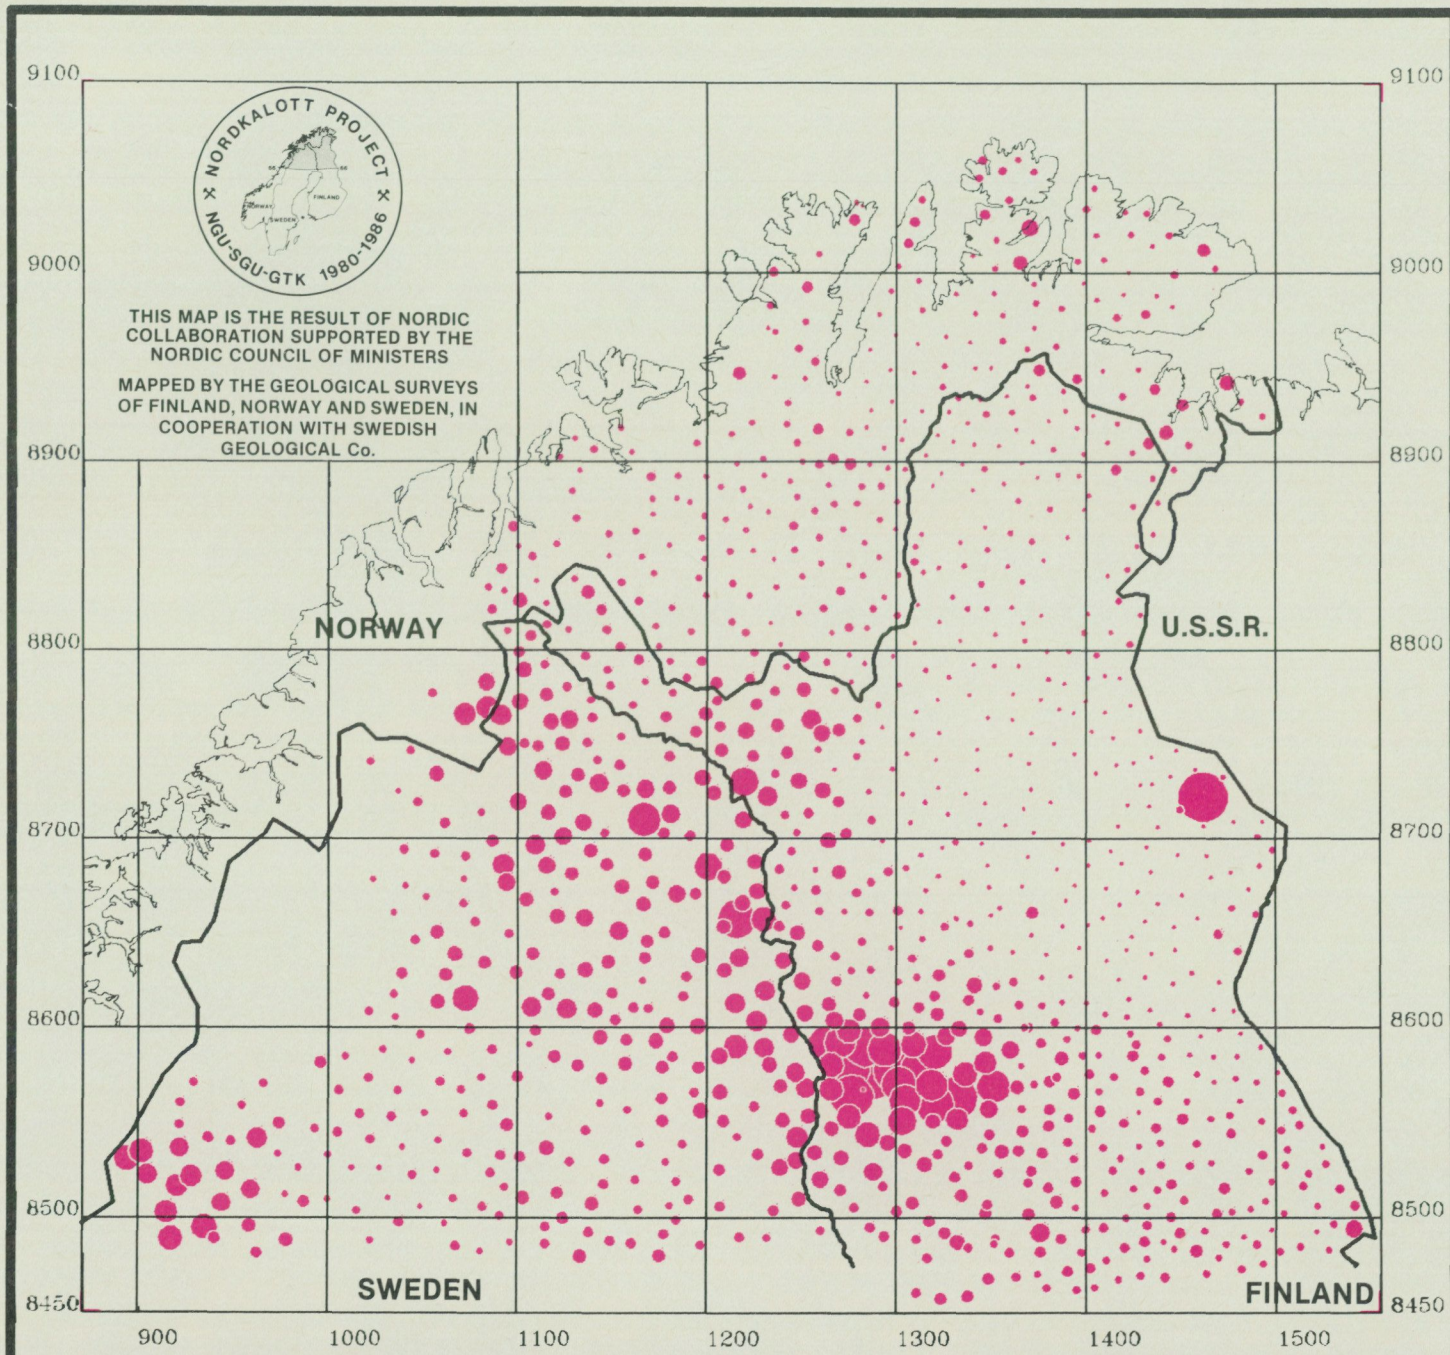 9100
9100
NORDKALOTT PROJECT
NGU-SGU-GTK 1980-1986
66
66
NORWAY
SWEDEN
FINLAND
THIS MAP IS THE RESULT OF NORDIC
COLLABORATION SUPPORTED BY THE
NORDIC COUNCIL OF MINISTERS
MAPPED BY THE GEOLOGICAL SURVEYS
OF FINLAND, NORWAY AND SWEDEN, IN
COOPERATION WITH SWEDISH
GEOLOGICAL Co.
9000
9000
8900
8900
NORWAY
U.S.S.R.
8800
8800
8700
8700
8600
8600
8500
8500
SWEDEN
FINLAND
8450
8450
900
1000
1100
1200
1300
1400
1500